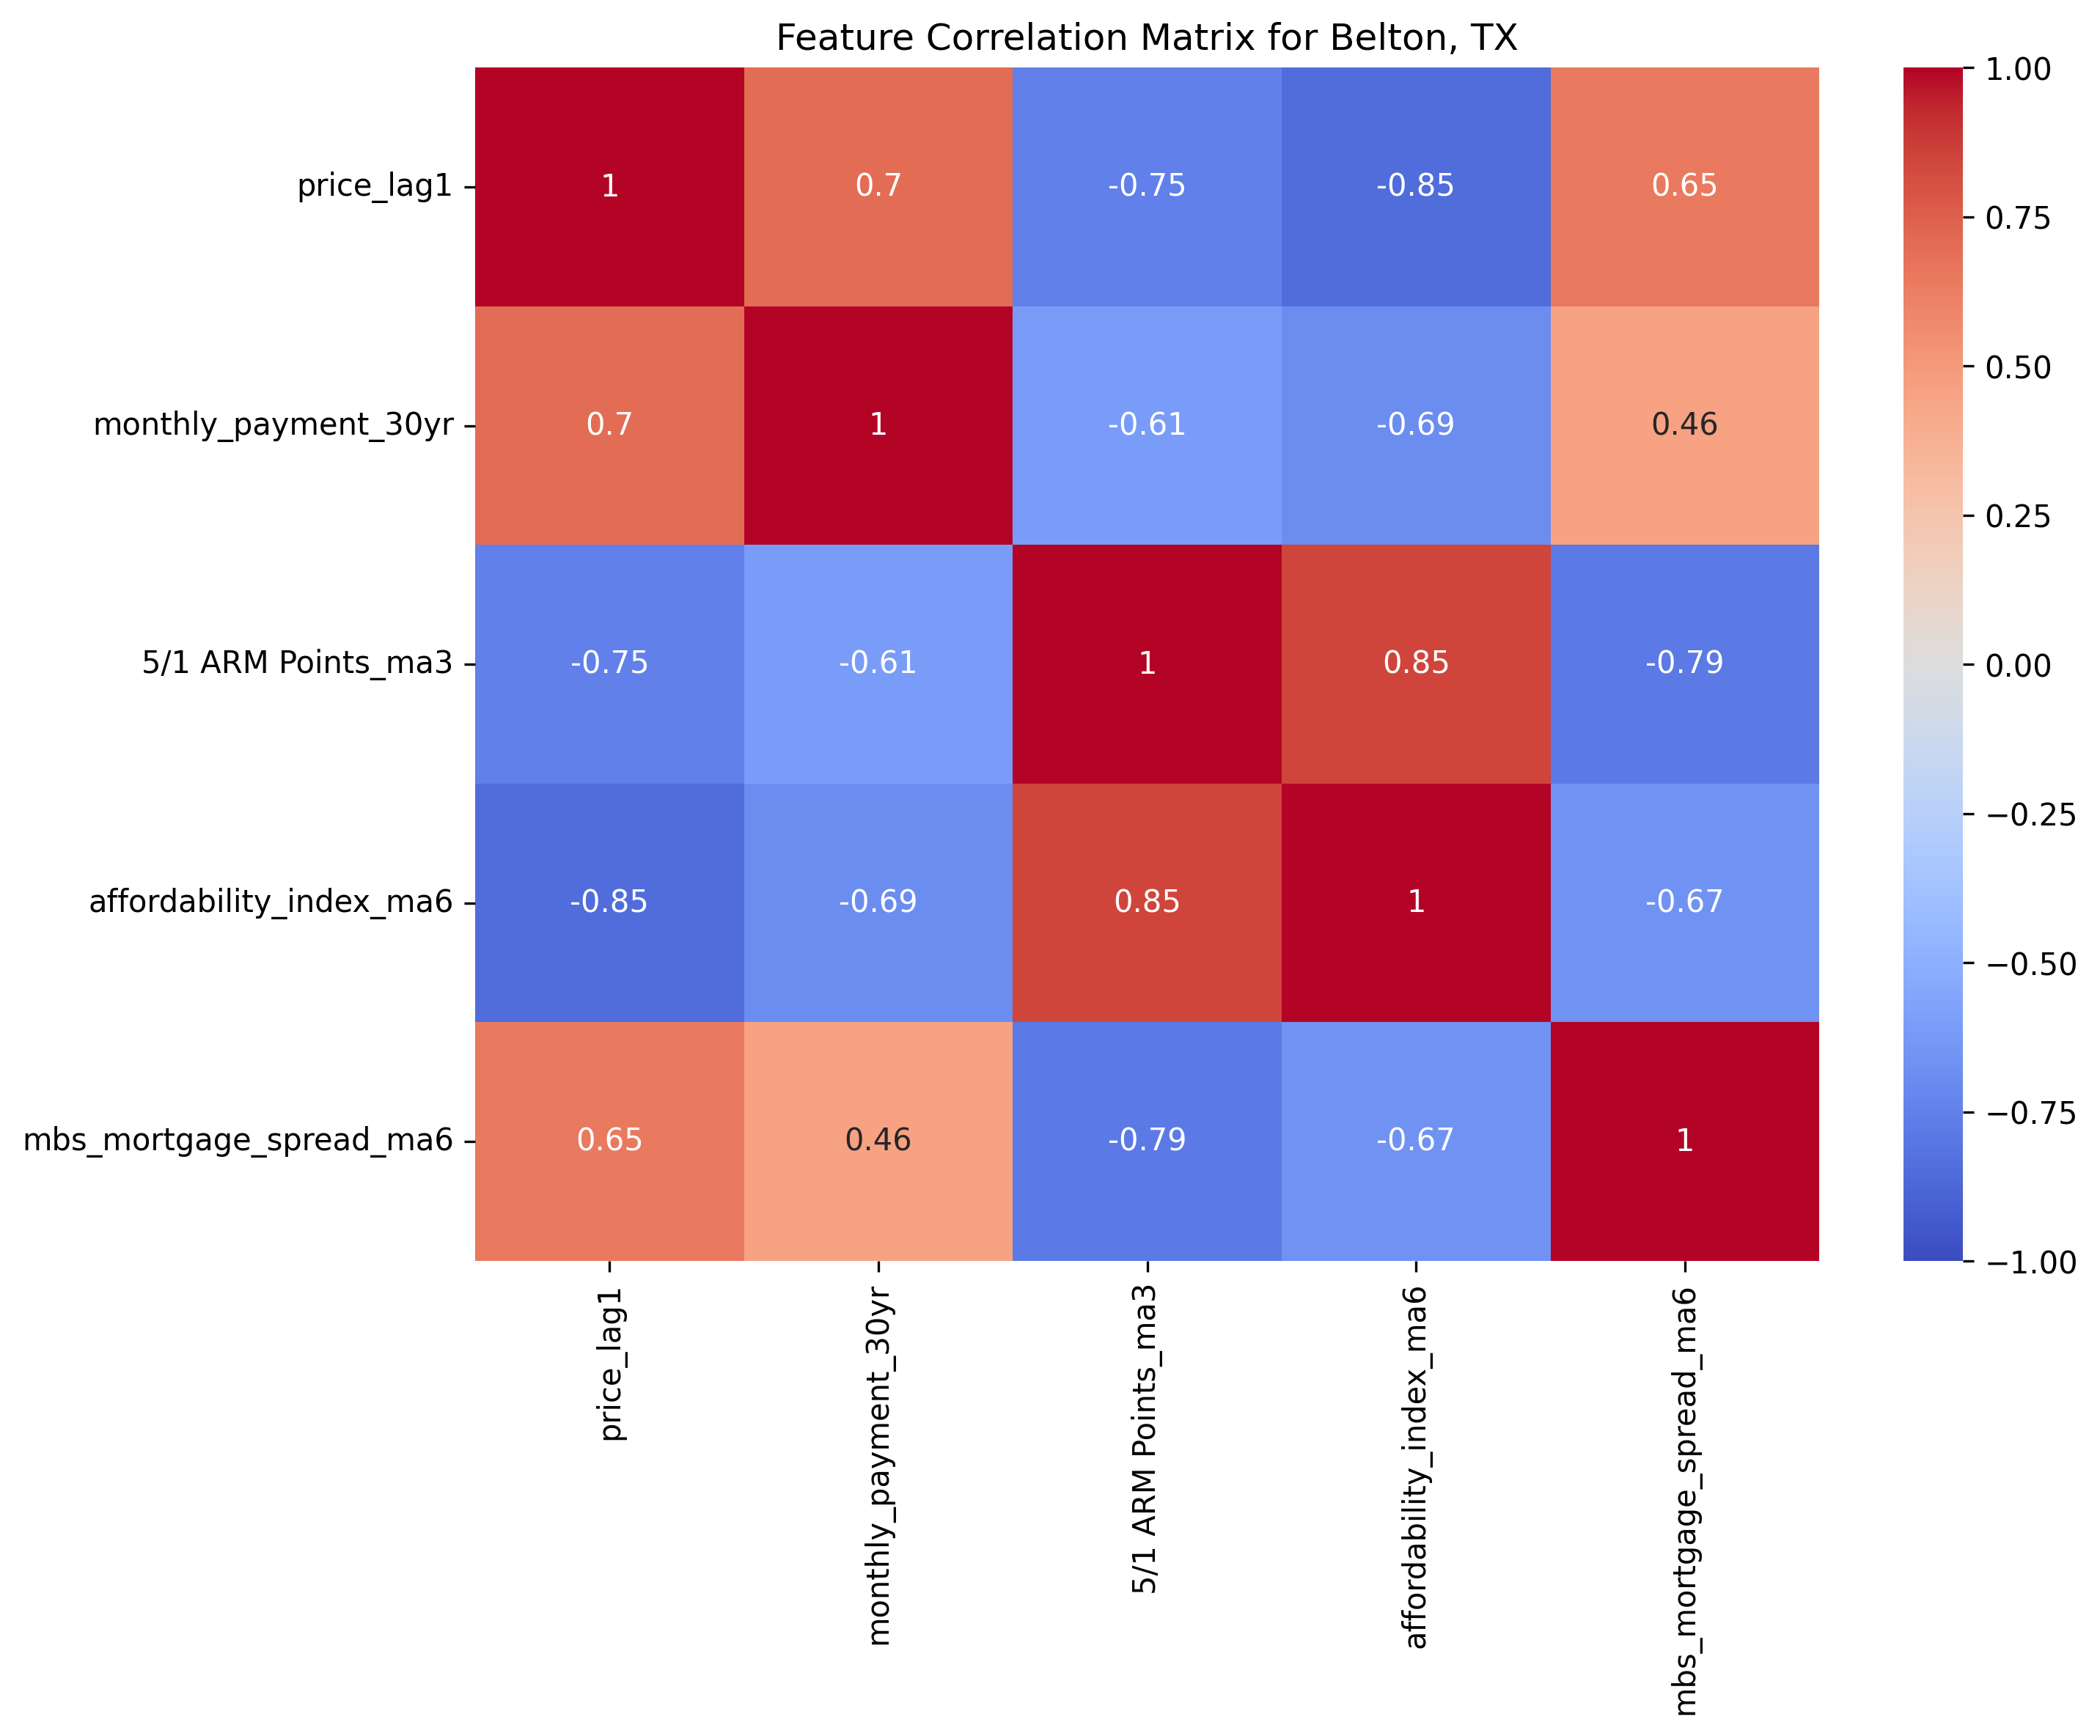 Feature Correlation Matrix for Belton, TX
price_lag1 1 0.7 -0.75 -0.85 0.65
monthly_payment_30yr 0.7 1 -0.61 -0.69 0.46
5/1 ARM Points_ma3 -0.75 -0.61 1 0.85 -0.79
affordability_index_ma6 -0.85 -0.69 0.85 1 -0.67
mbs_mortgage_spread_ma6 0.65 0.46 -0.79 -0.67 1
price_lag1
monthly_payment_30yr
5/1 ARM Points_ma3
affordability_index_ma6
mbs_mortgage_spread_ma6
1.00
0.75
0.50
0.25
0.00
−0.25
−0.50
−0.75
−1.00